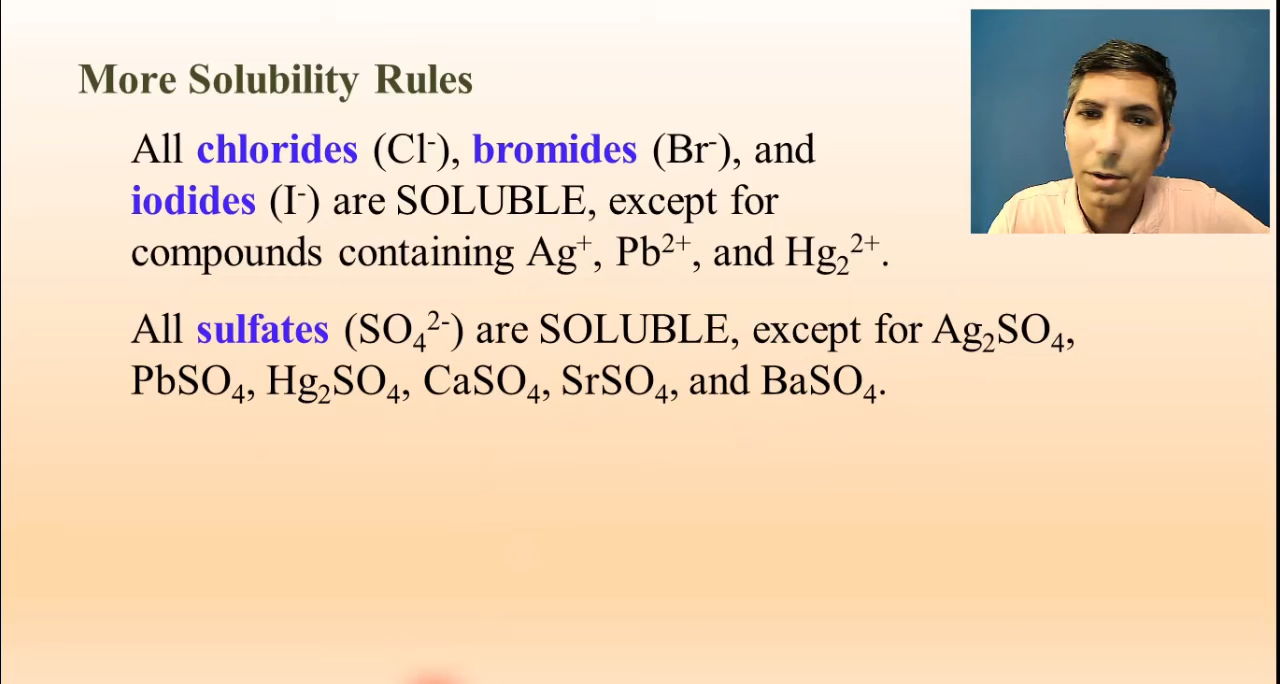 More Solubility Rules
All chlorides (Cl⁻), bromides (Br⁻), and
iodides (I⁻) are SOLUBLE, except for
compounds containing Ag⁺, Pb²⁺, and Hg₂²⁺.
All sulfates (SO₄²⁻) are SOLUBLE, except for Ag₂SO₄,
PbSO₄, Hg₂SO₄, CaSO₄, SrSO₄, and BaSO₄.